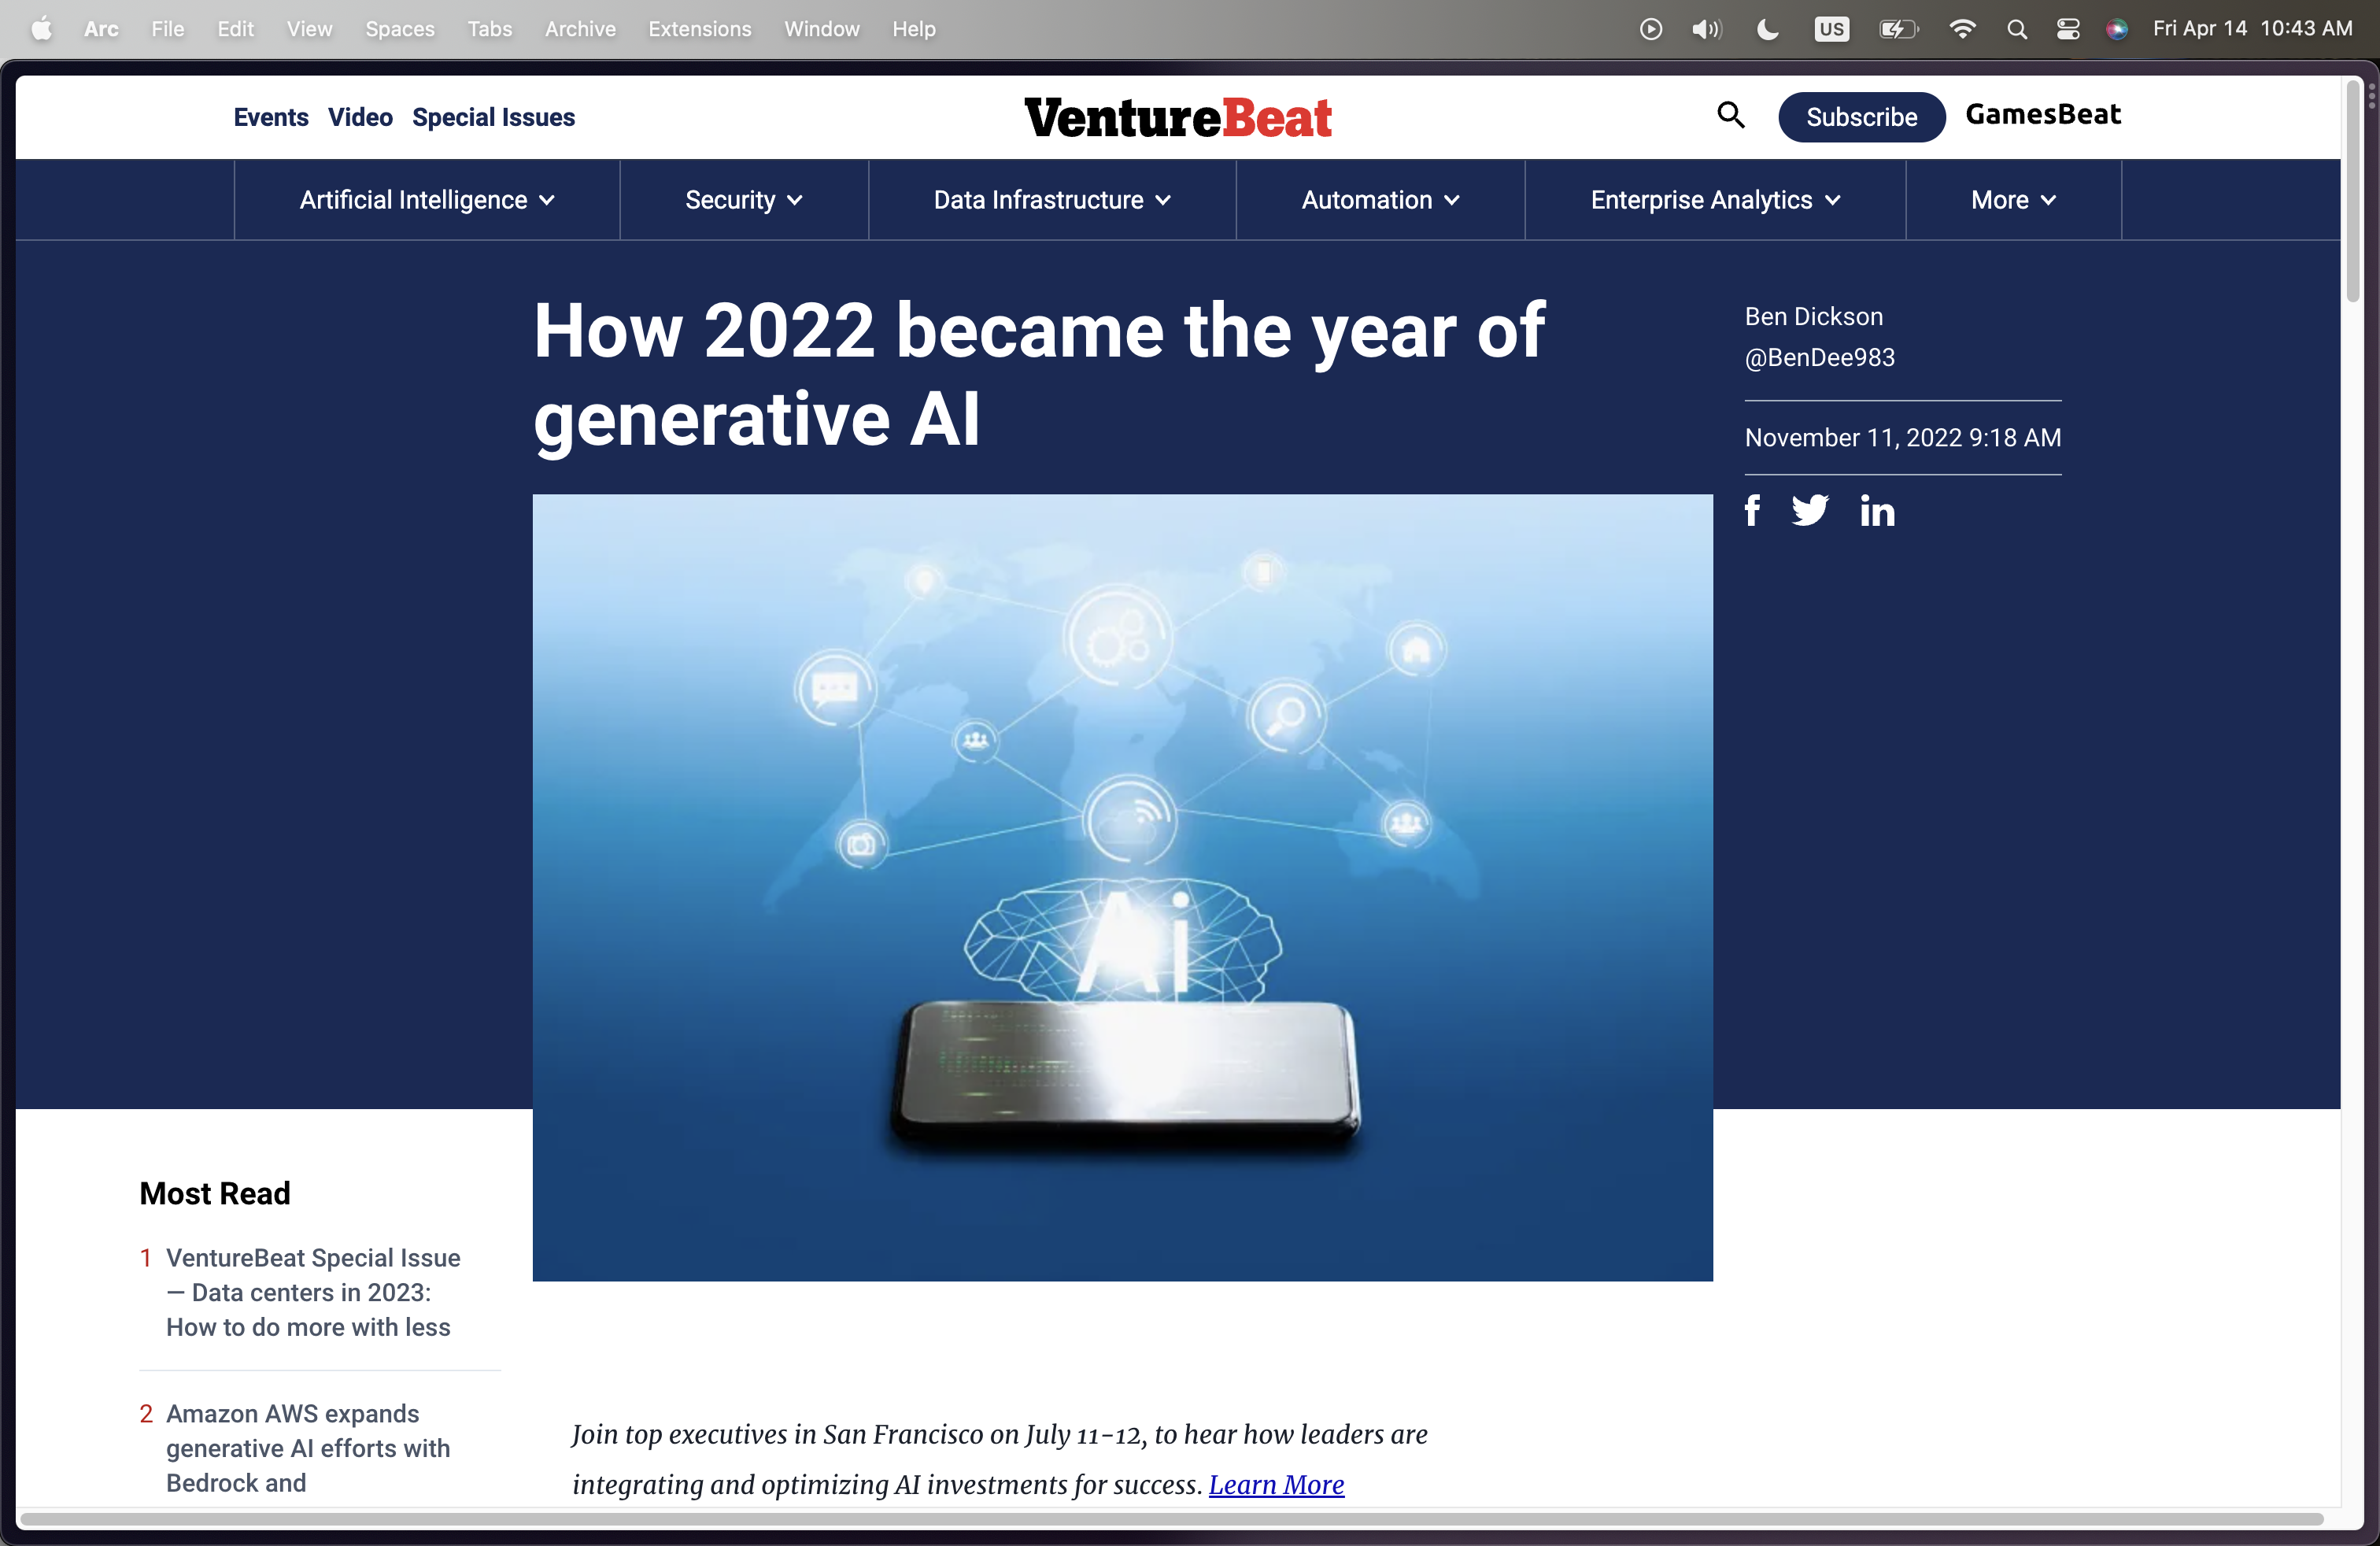 Arc File Edit View Spaces Tabs Archive Extensions Window Help US Fri Apr 14 10:43 AM
Events Video Special Issues VentureBeat Subscribe GamesBeat
Artificial Intelligence Security Data Infrastructure Automation Enterprise Analytics More
How 2022 became the year of
generative AI
Ben Dickson
@BenDee983
November 11, 2022 9:18 AM
f in
Ai
Most Read
1 VentureBeat Special Issue
— Data centers in 2023:
How to do more with less
2 Amazon AWS expands
generative AI efforts with
Bedrock and
Join top executives in San Francisco on July 11-12, to hear how leaders are
integrating and optimizing AI investments for success. Learn More